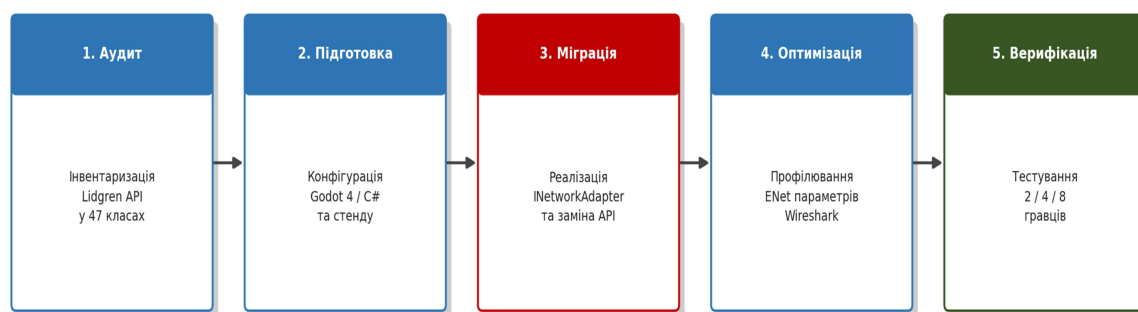 1. Аудит
Інвентаризація
Lidgren API
у 47 класах
2. Підготовка
Конфігурація
Godot 4 / C#
та стенду
3. Міграція
Реалізація
INetworkAdapter
та заміна API
4. Оптимізація
Профілювання
ENet параметрів
Wireshark
5. Верифікація
Тестування
2 / 4 / 8
гравців